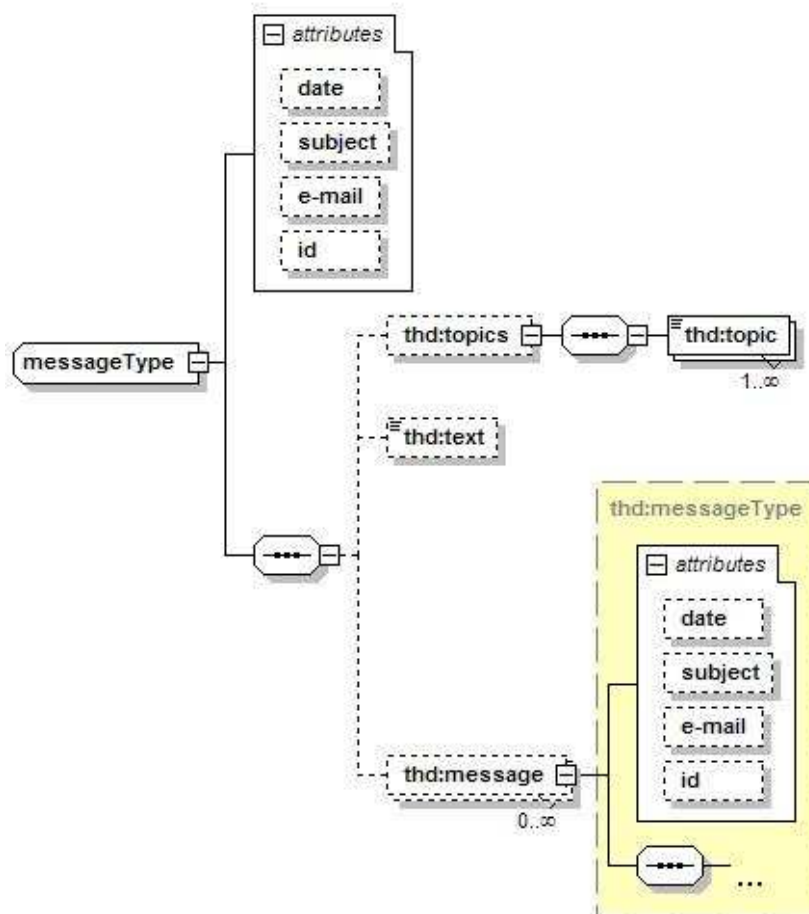 attributes
date
subject
e-mail
id
messageType
thd:topics
thd:topic
1..∞
thd:text
thd:messageType
attributes
date
subject
e-mail
id
thd:message
0..∞
...